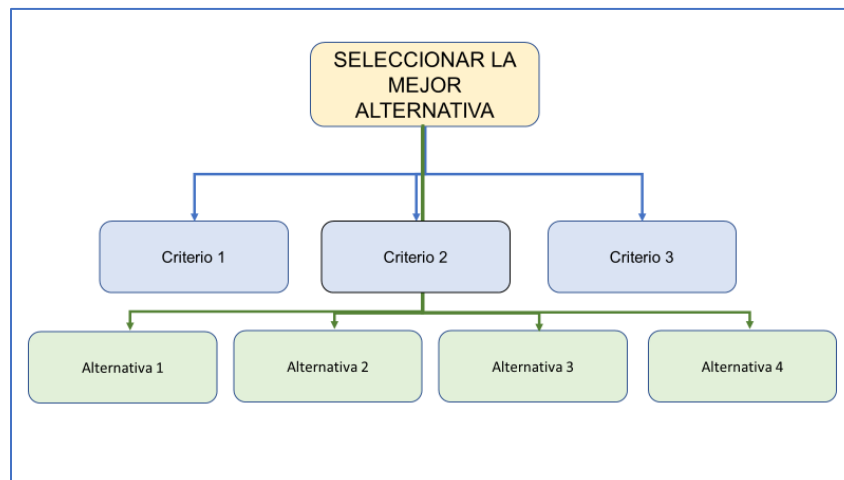 SELECCIONAR LA
MEJOR
ALTERNATIVA
Criterio 1
Criterio 2
Criterio 3
Alternativa 1
Alternativa 2
Alternativa 3
Alternativa 4